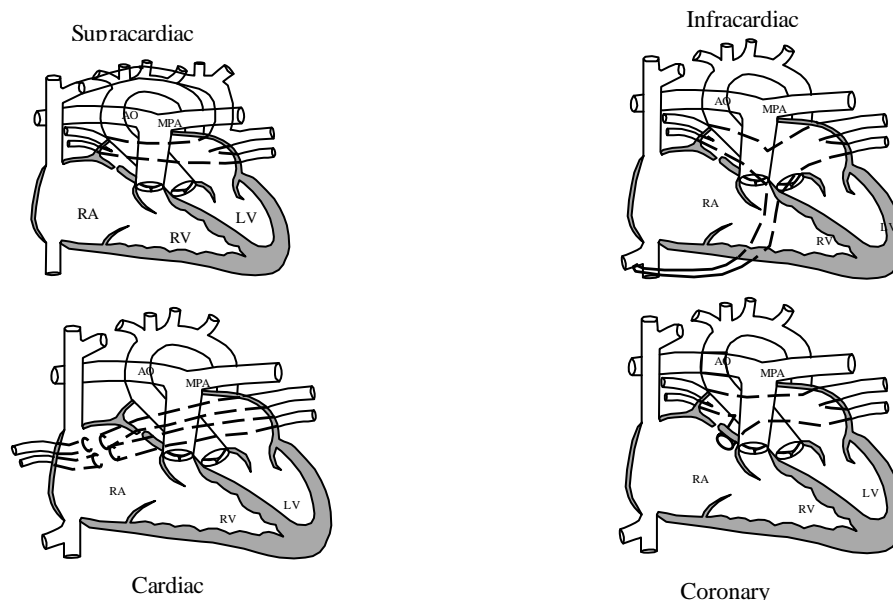 Supracardiac
AO
MPA
RA
LV
RV
Infracardiac
AO
MPA
RA
RV
LV
AO
MPA
RA
LV
RV
Cardiac
AO
MPA
RA
LV
RV
Coronary